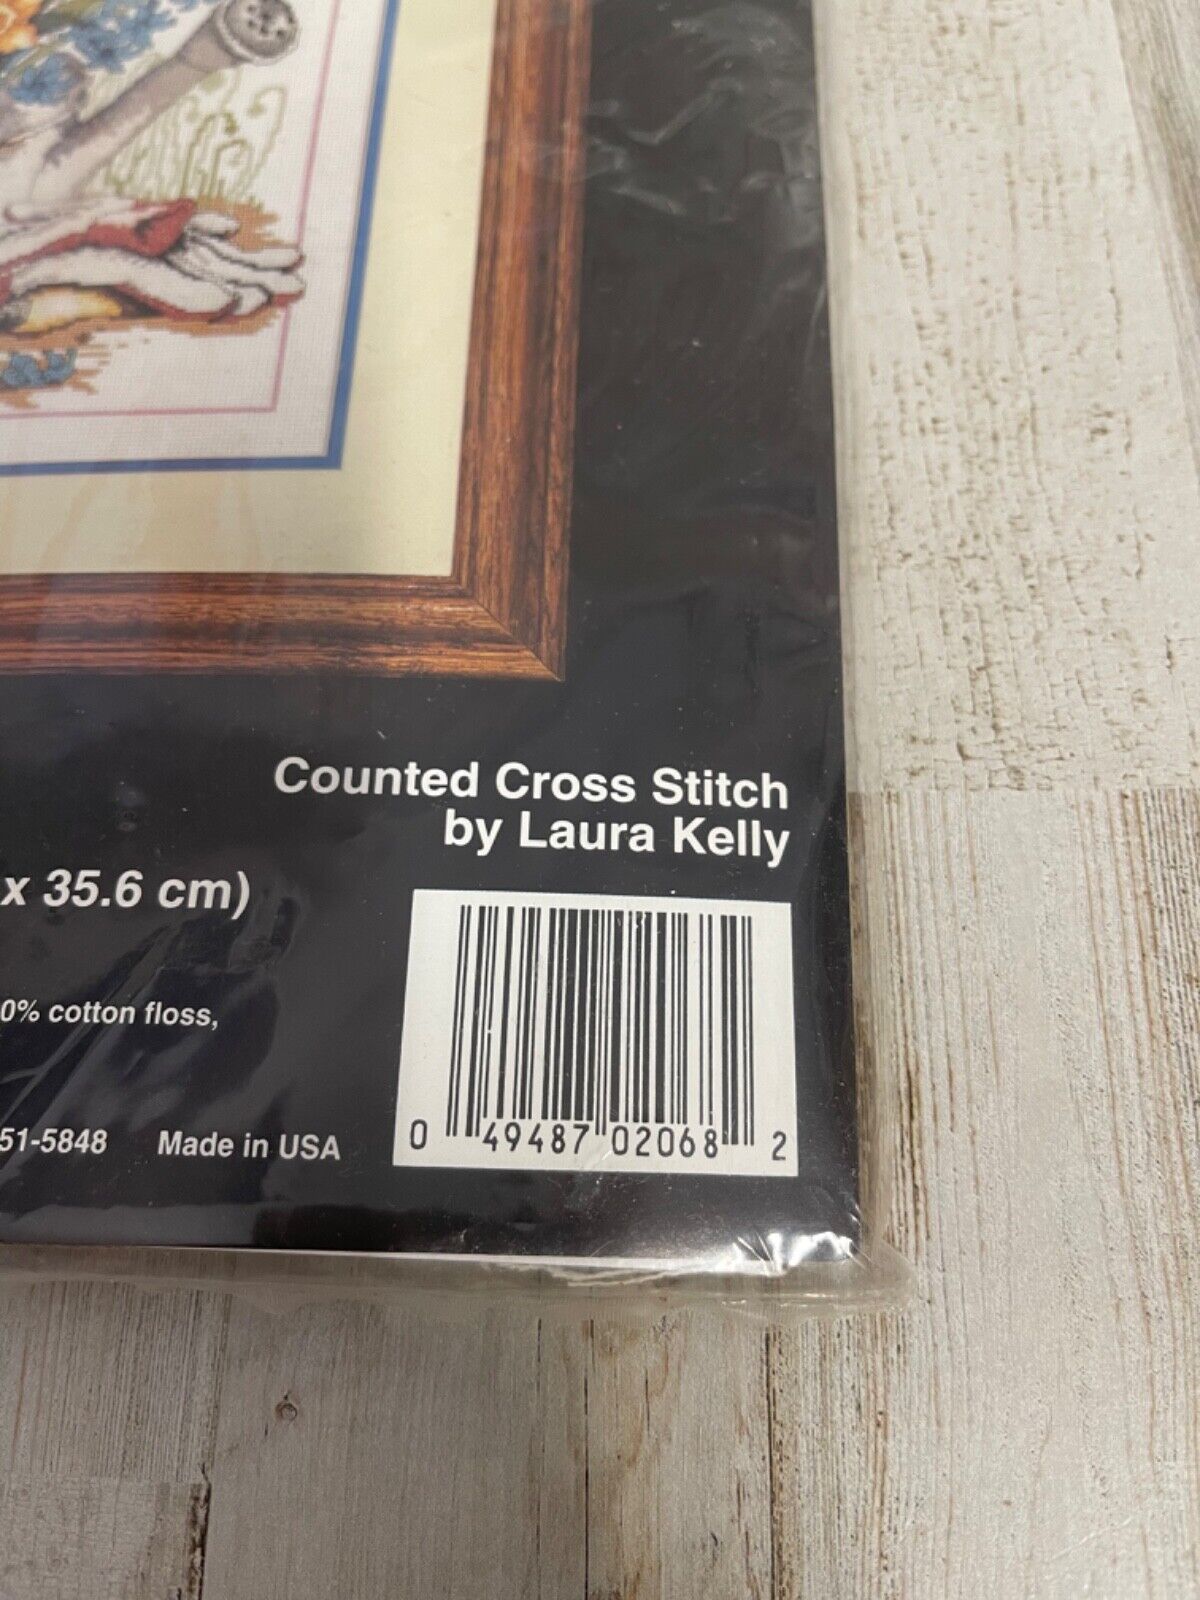 Counted Cross Stitch
by Laura Kelly
x 35.6 cm)
0% cotton floss,
51-5848 Made in USA
0 49487 02068 2